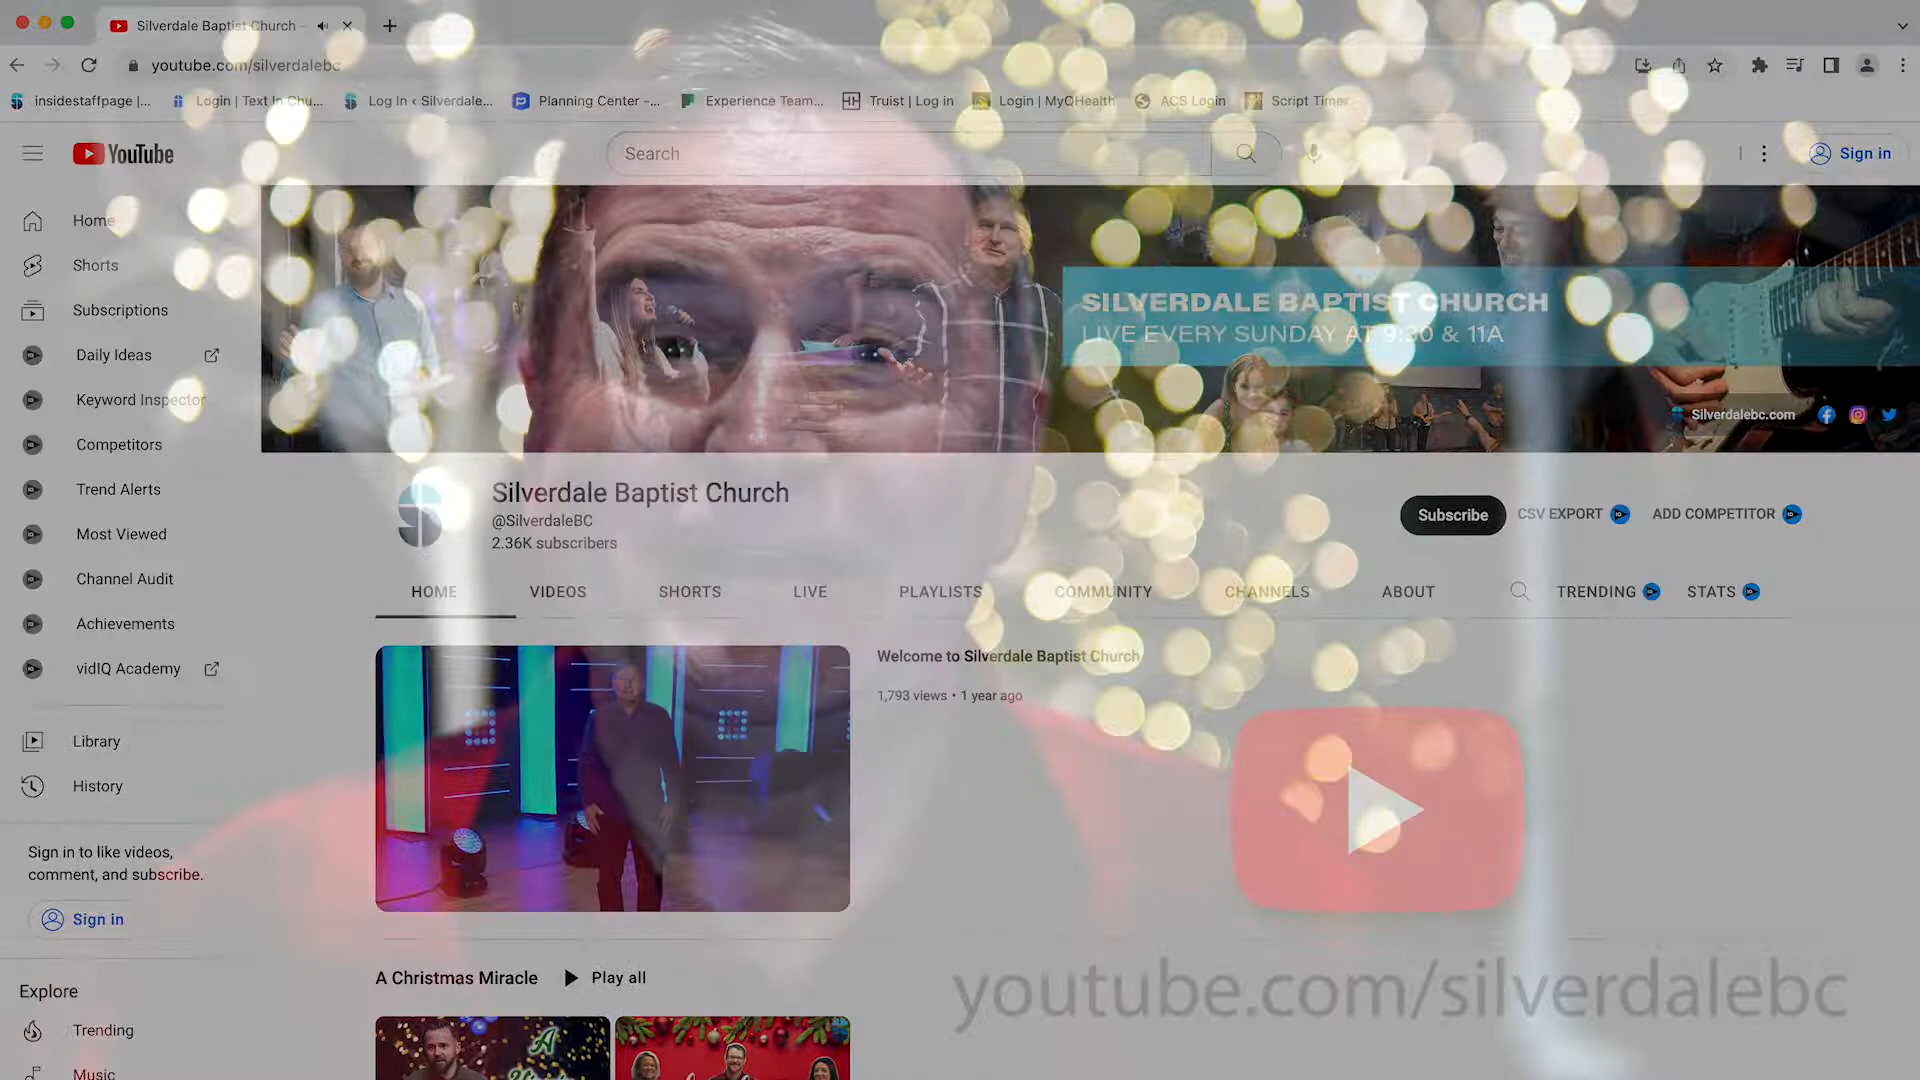 Silverdale Baptist Church -
youtube.com/silverdalebc
insidestaffpage |...
Login | Text In Chu...
Log In ‹ Silverdale...
Planning Center -...
Experience Team...
Truist | Log in
Login | MyQHealth
ACS Login
Script Timer
YouTube
Search
Sign in
Home
Shorts
Subscriptions
Daily Ideas
Keyword Inspector
Competitors
Trend Alerts
Most Viewed
Channel Audit
Achievements
vidIQ Academy
Library
History
Sign in to like videos,
comment, and subscribe.
Sign in
Explore
Trending
Music
SILVERDALE BAPTIST CHURCH
LIVE EVERY SUNDAY AT 9:30 & 11A
Silverdalebc.com
Silverdale Baptist Church
@SilverdaleBC
2.36K subscribers
Subscribe
CSV EXPORT
ADD COMPETITOR
HOME
VIDEOS
SHORTS
LIVE
PLAYLISTS
COMMUNITY
CHANNELS
ABOUT
TRENDING
STATS
Welcome to Silverdale Baptist Church
1,793 views • 1 year ago
A Christmas Miracle
Play all
A
youtube.com/silverdalebc